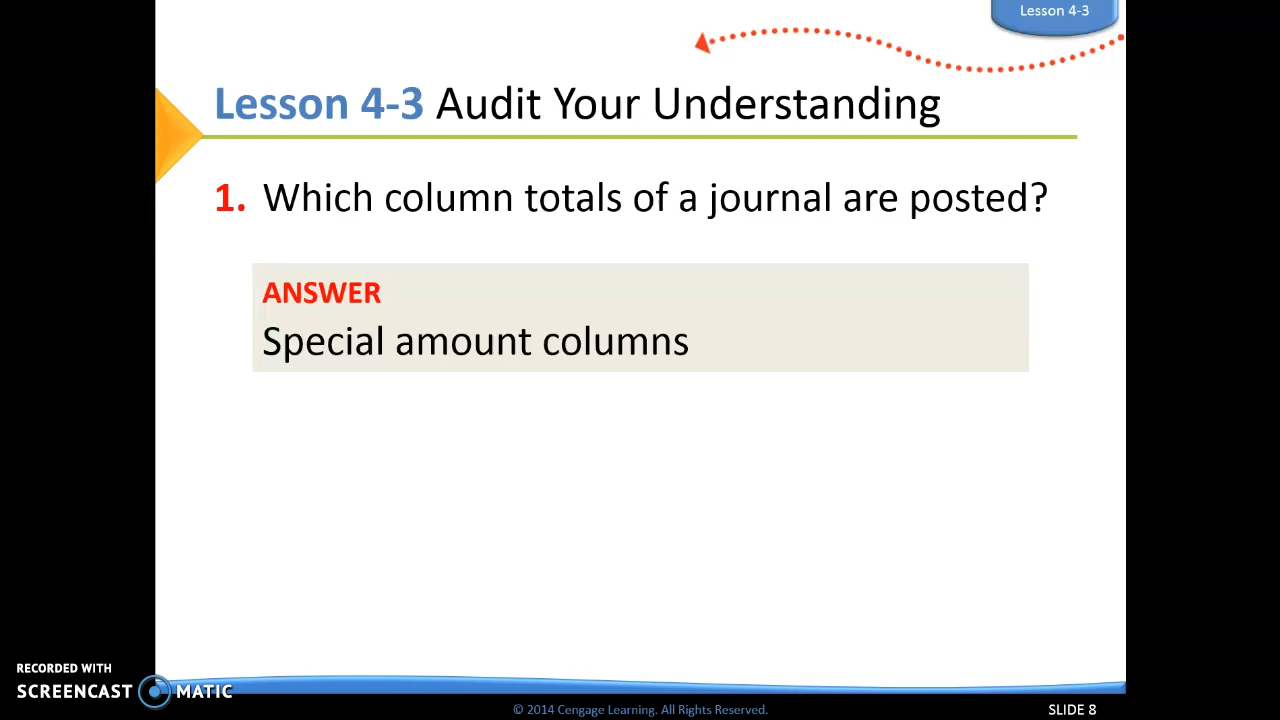 Lesson 4-3
Lesson 4-3 Audit Your Understanding
1. Which column totals of a journal are posted?
ANSWER
Special amount columns
RECORDED WITH
SCREENCAST MATIC
© 2014 Cengage Learning. All Rights Reserved.
SLIDE 8